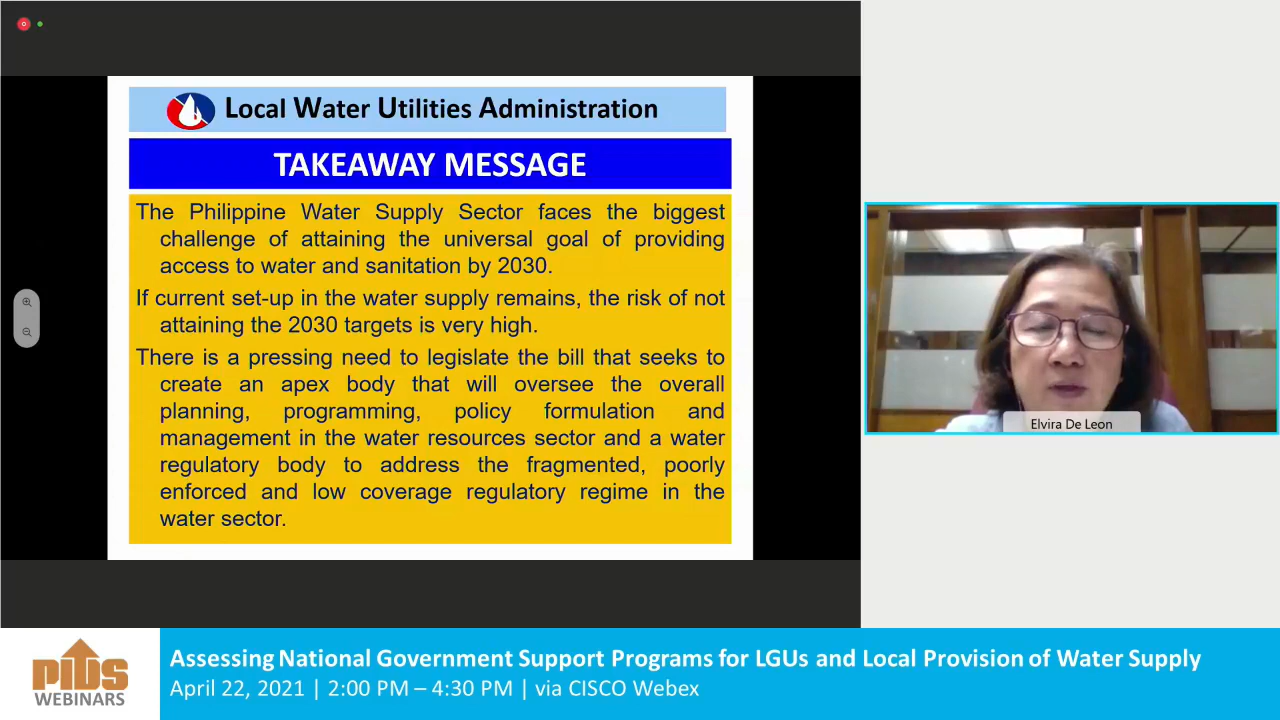 Local Water Utilities Administration
TAKEAWAY MESSAGE
The Philippine Water Supply Sector faces the biggest
challenge of attaining the universal goal of providing
access to water and sanitation by 2030.
If current set-up in the water supply remains, the risk of not
attaining the 2030 targets is very high.
There is a pressing need to legislate the bill that seeks to
create an apex body that will oversee the overall
planning, programming, policy formulation and
management in the water resources sector and a water
regulatory body to address the fragmented, poorly
enforced and low coverage regulatory regime in the
water sector.
Elvira De Leon
PIDS
WEBINARS
Assessing National Government Support Programs for LGUs and Local Provision of Water Supply
April 22, 2021 | 2:00 PM – 4:30 PM | via CISCO Webex